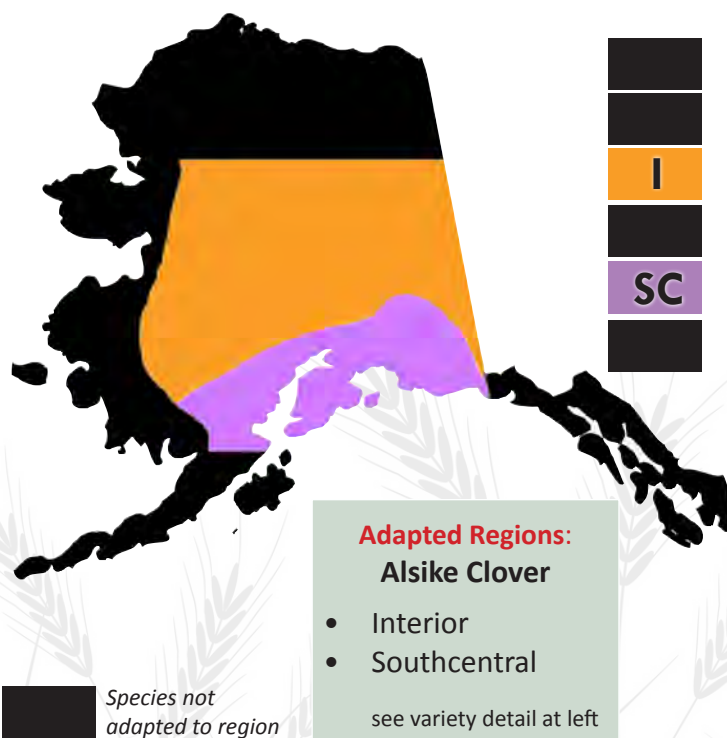 I
SC
Adapted Regions:
Alsike Clover
• Interior
• Southcentral
see variety detail at left
Species not
adapted to region